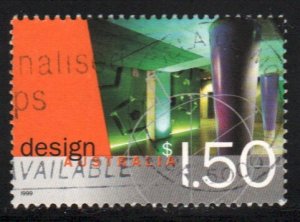 nalise
ps
design
AUSTRALIA
$1.50
VAILABLE
1999